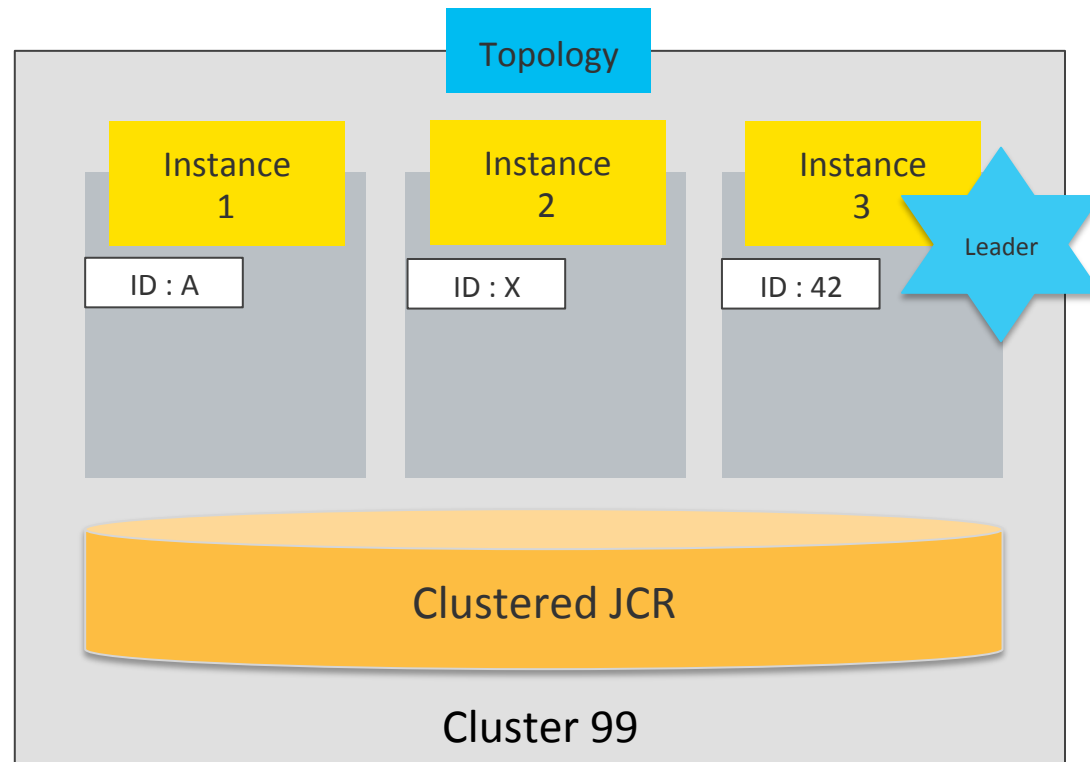 Topology
Instance
1
Instance
2
Instance
3
Leader
ID : A
ID : X
ID : 42
Clustered JCR
Cluster 99